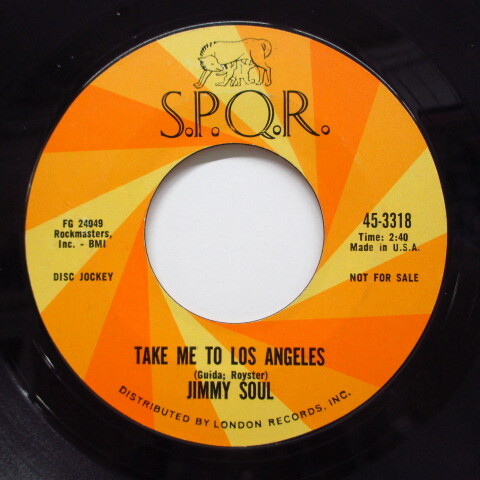 S.P.Q.R.
FG 24049
Rockmasters,
Inc. - BMI
DISC JOCKEY
45-3318
Time: 2:40
Made in U.S.A.
NOT FOR SALE
TAKE ME TO LOS ANGELES
(Guida; Royster)
JIMMY SOUL
DISTRIBUTED BY LONDON RECORDS, INC.